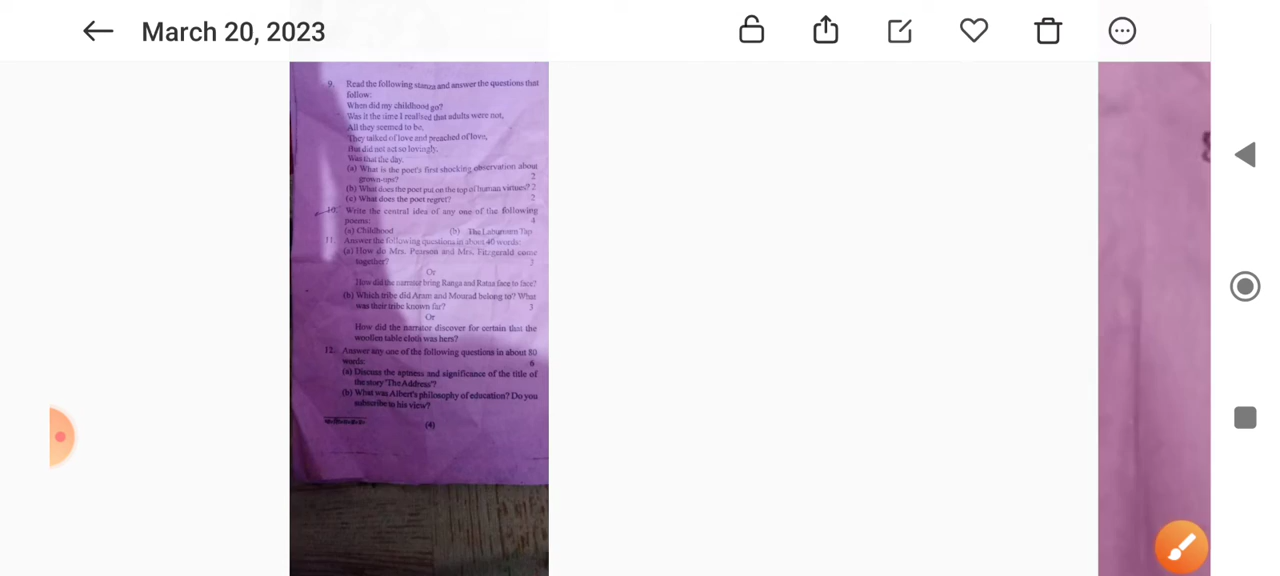 March 20, 2023
9. Read the following stanza and answer the questions that
follow:
When did my childhood go?
Was it the time I realised that adults were not,
All they seemed to be,
They talked of love and preached of love,
But did not act so lovingly,
Was that the day.
(a) What is the poet's first shocking observation about
grown-ups? 2
(b) What does the poet put on the top of human virtues? 2
(c) What does the poet regret? 2
10. Write the central idea of any one of the following
poems: 4
(a) Childhood (b) The Laburnum Top
11. Answer the following questions in about 40 words:
(a) How do Mrs. Pearson and Mrs. Fitzgerald come
together? 3
Or
How did the narrator bring Ranga and Ratna face to face?
(b) Which tribe did Aram and Mourad belong to? What
was their tribe known far? 3
Or
How did the narrator discover for certain that the
woollen table cloth was hers?
12. Answer any one of the following questions in about 80
words: 6
(a) Discuss the aptness and significance of the title of
the story 'The Address'?
(b) What was Albert's philosophy of education? Do you
subscribe to his view?
(4)